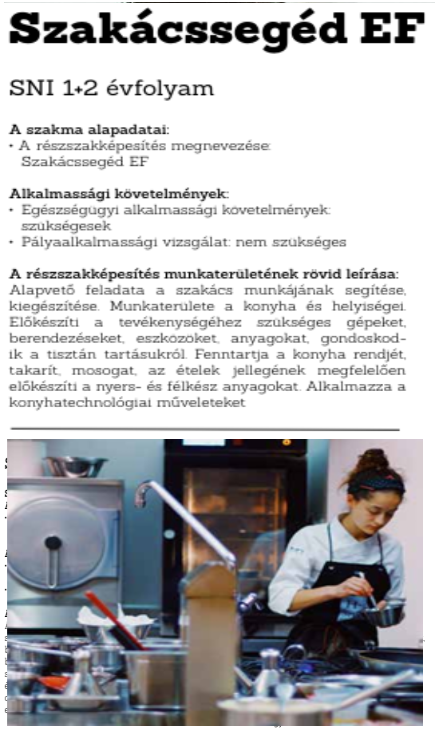 Szakácssegéd EF
SNI 1+2 évfolyam
A szakma alapadatai:
• A részszakképesítés megnevezése:
Szakácssegéd EF
Alkalmassági követelmények:
• Egészségügyi alkalmassági követelmények:
szükségesek
• Pályaalkalmassági vizsgálat: nem szükséges
A részszakképesítés munkaterületének rövid leírása:
Alapvető feladata a szakács munkájának segítése,
kiegészítése. Munkaterülete a konyha és helyiségei.
Előkészíti a tevékenységéhez szükséges gépeket,
berendezéseket, eszközöket, anyagokat, gondoskod-
ik a tisztán tartásukról. Fenntartja a konyha rendjét,
takarít, mosogat, az ételek jellegének megfelelően
előkészíti a nyers- és félkész anyagokat. Alkalmazza a
konyhatechnológiai műveleteket